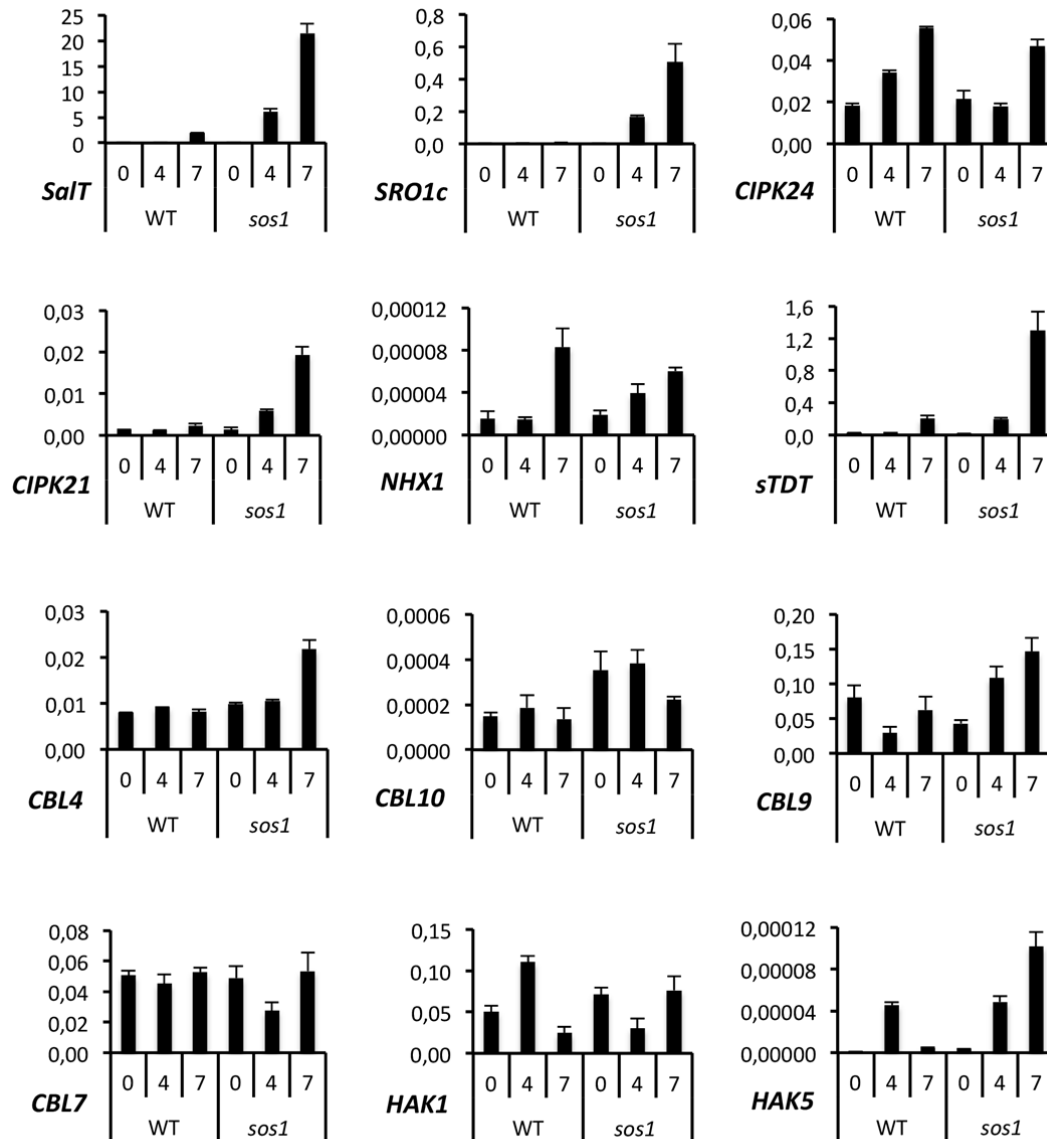 25
20
15
10
5
0
0 4 7 0 4 7
SalT
WT sos1
0,8
0,6
0,4
0,2
0,0
0 4 7 0 4 7
SRO1c
WT sos1
0,06
0,04
0,02
0,00
0 4 7 0 4 7
CIPK24
WT sos1
0,03
0,02
0,01
0,00
0 4 7 0 4 7
CIPK21
WT sos1
0,00012
0,00008
0,00004
0,00000
0 4 7 0 4 7
NHX1
WT sos1
1,6
1,2
0,8
0,4
0,0
0 4 7 0 4 7
sTDT
WT sos1
0,03
0,02
0,01
0,00
0 4 7 0 4 7
CBL4
WT sos1
0,0006
0,0004
0,0002
0,0000
0 4 7 0 4 7
CBL10
WT sos1
0,20
0,15
0,10
0,05
0,00
0 4 7 0 4 7
CBL9
WT sos1
0,08
0,06
0,04
0,02
0,00
0 4 7 0 4 7
CBL7
WT sos1
0,15
0,10
0,05
0,00
0 4 7 0 4 7
HAK1
WT sos1
0,00012
0,00008
0,00004
0,00000
0 4 7 0 4 7
HAK5
WT sos1